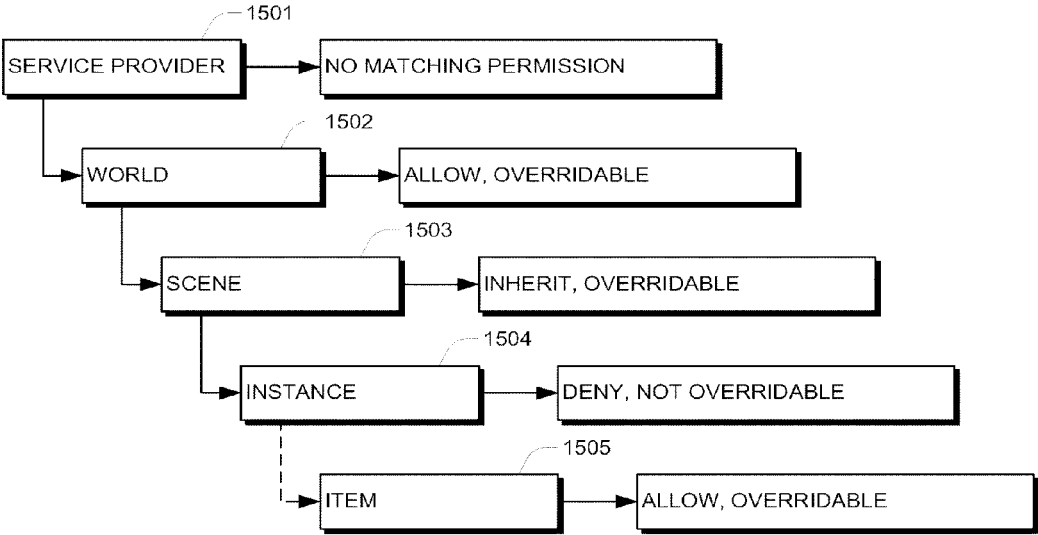 1501
SERVICE PROVIDER
NO MATCHING PERMISSION
1502
WORLD
ALLOW, OVERRIDABLE
1503
SCENE
INHERIT, OVERRIDABLE
1504
INSTANCE
DENY, NOT OVERRIDABLE
1505
ITEM
ALLOW, OVERRIDABLE